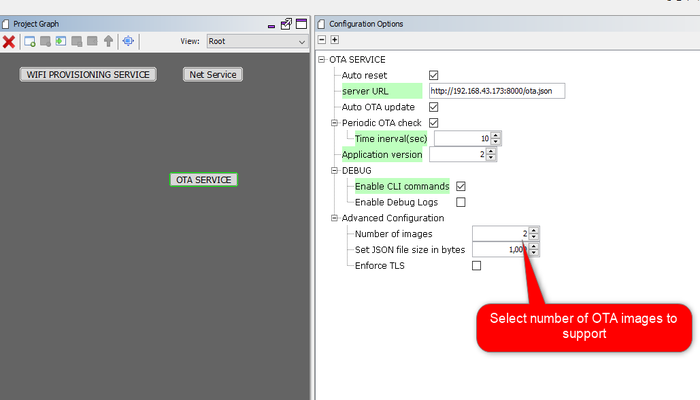 Project Graph
View: Root
WIFI PROVISIONING SERVICE
Net Service
OTA SERVICE
Configuration Options
OTA SERVICE
Auto reset
server URL http://192.168.43.173:8000/ota.json
Auto OTA update
Periodic OTA check
Time inerval(sec) 10
Application version 2
DEBUG
Enable CLI commands
Enable Debug Logs
Advanced Configuration
Number of images 2
Set JSON file size in bytes
Enforce TLS
Select number of OTA images to
support